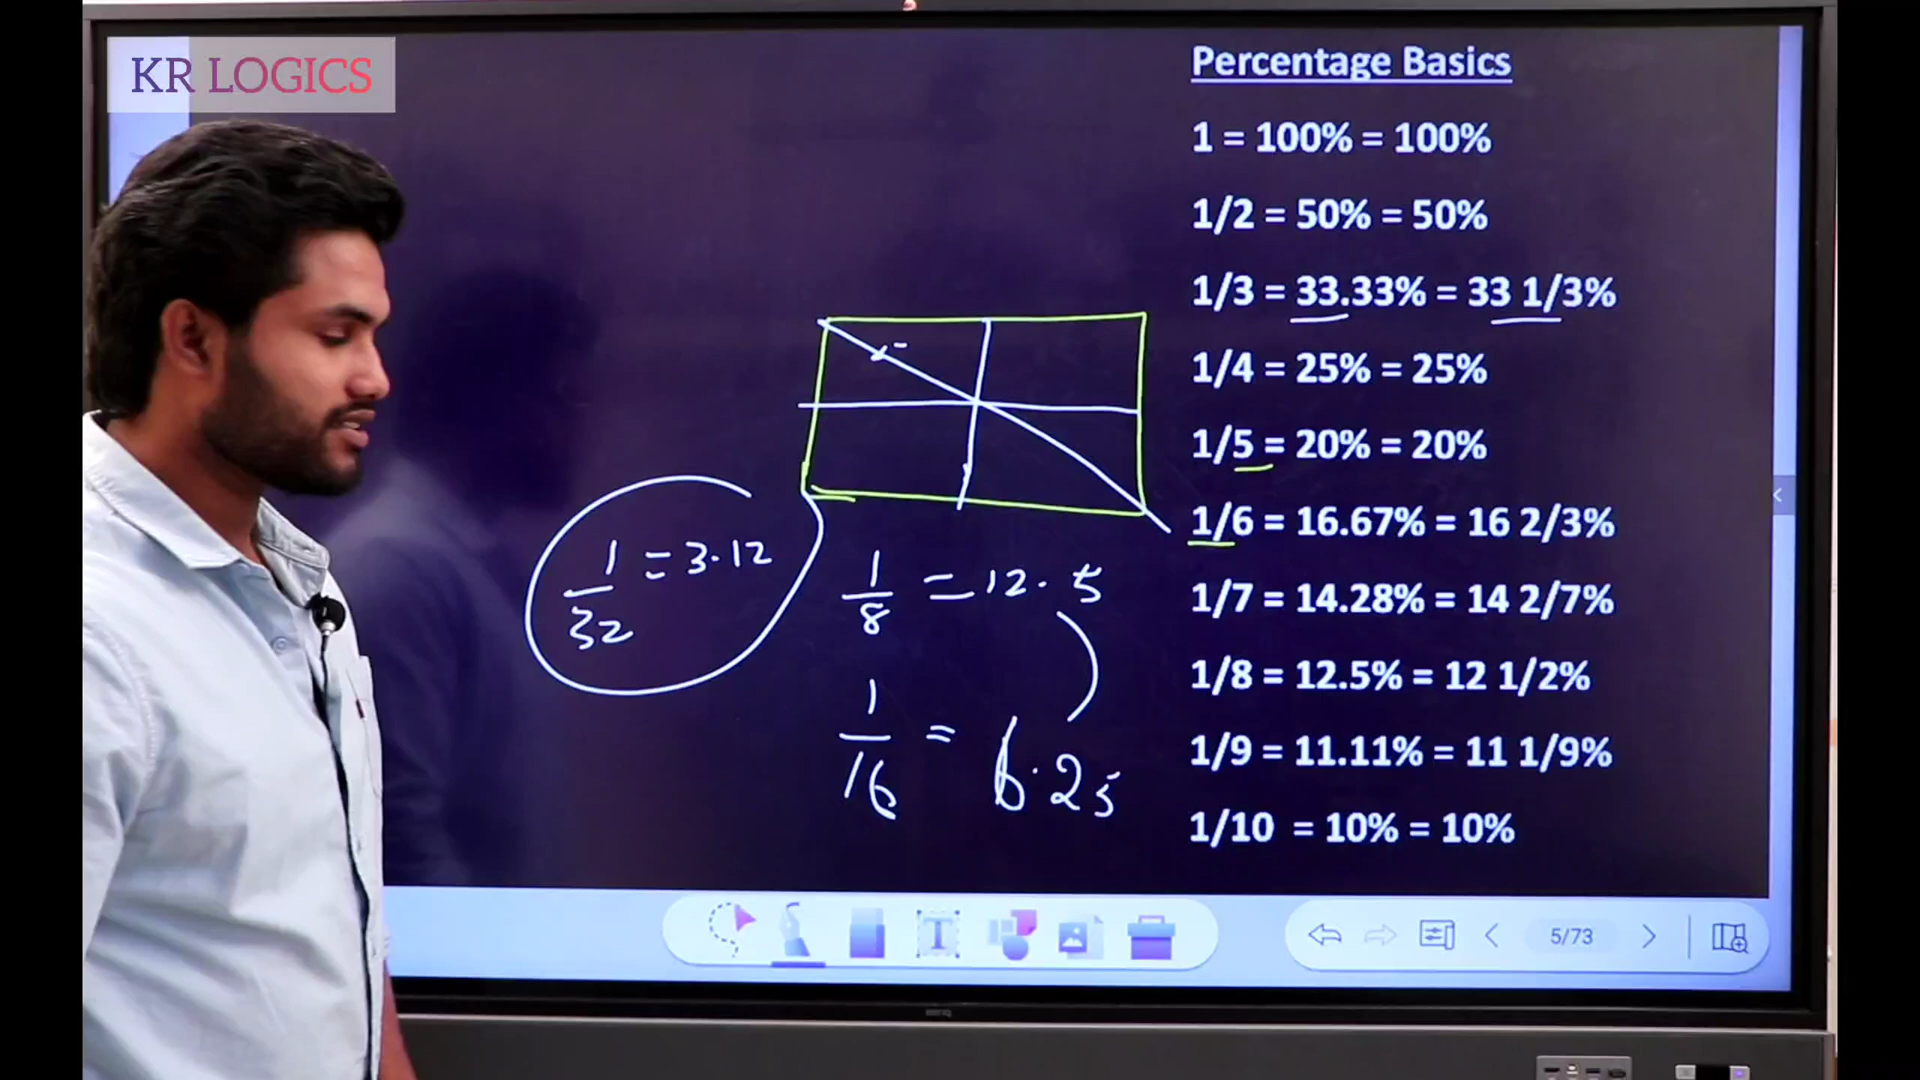 KR LOGICS
Percentage Basics
1 = 100% = 100%
1/2 = 50% = 50%
1/3 = 33.33% = 33 1/3%
1/4 = 25% = 25%
1/5 = 20% = 20%
1/6 = 16.67% = 16 2/3%
1/7 = 14.28% = 14 2/7%
1/8 = 12.5% = 12 1/2%
1/9 = 11.11% = 11 1/9%
1/10 = 10% = 10%
1/32 = 3.12
1/8 = 12.5
1/16 = 6.25
T
5/73
benq